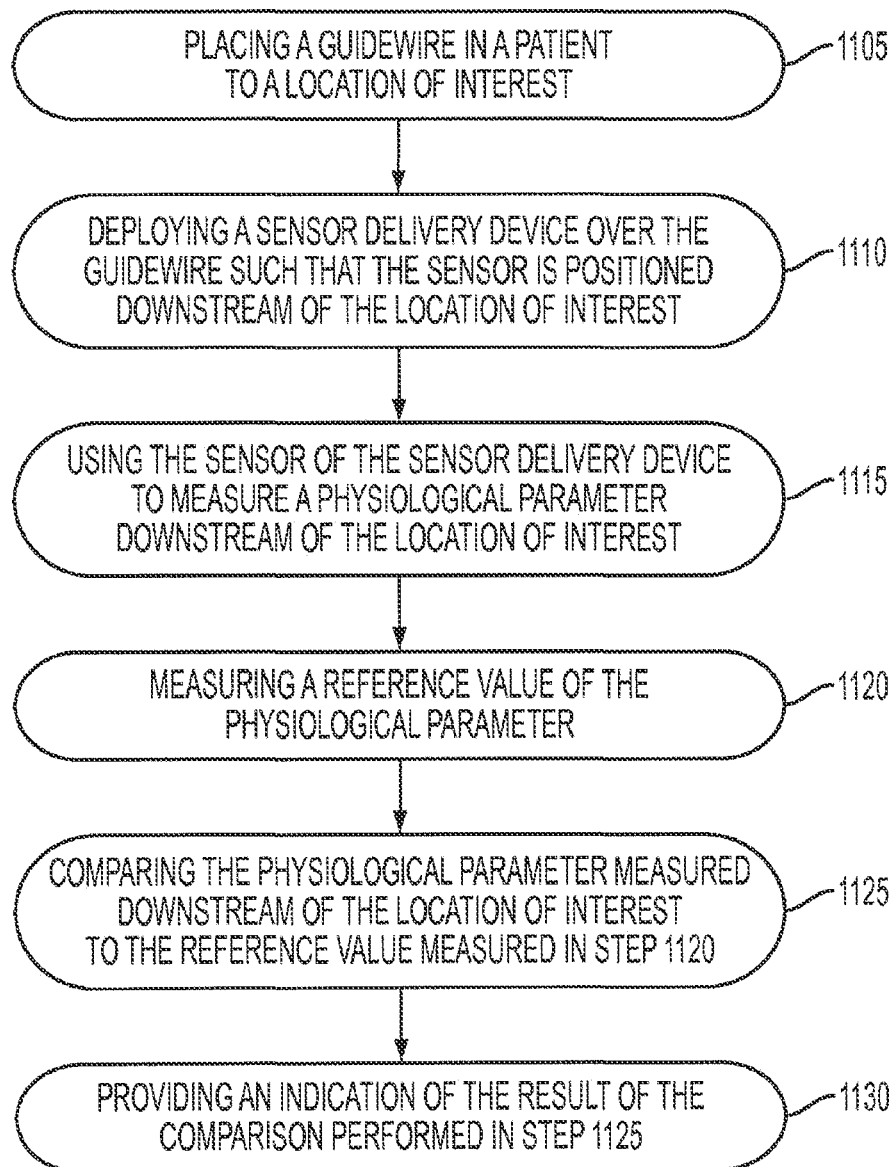 PLACING A GUIDEWIRE IN A PATIENT
TO A LOCATION OF INTEREST
1105
DEPLOYING A SENSOR DELIVERY DEVICE OVER THE
GUIDEWIRE SUCH THAT THE SENSOR IS POSITIONED
DOWNSTREAM OF THE LOCATION OF INTEREST
1110
USING THE SENSOR OF THE SENSOR DELIVERY DEVICE
TO MEASURE A PHYSIOLOGICAL PARAMETER
DOWNSTREAM OF THE LOCATION OF INTEREST
1115
MEASURING A REFERENCE VALUE OF THE
PHYSIOLOGICAL PARAMETER
1120
COMPARING THE PHYSIOLOGICAL PARAMETER MEASURED
DOWNSTREAM OF THE LOCATION OF INTEREST
TO THE REFERENCE VALUE MEASURED IN STEP 1120
1125
PROVIDING AN INDICATION OF THE RESULT OF THE
COMPARISON PERFORMED IN STEP 1125
1130